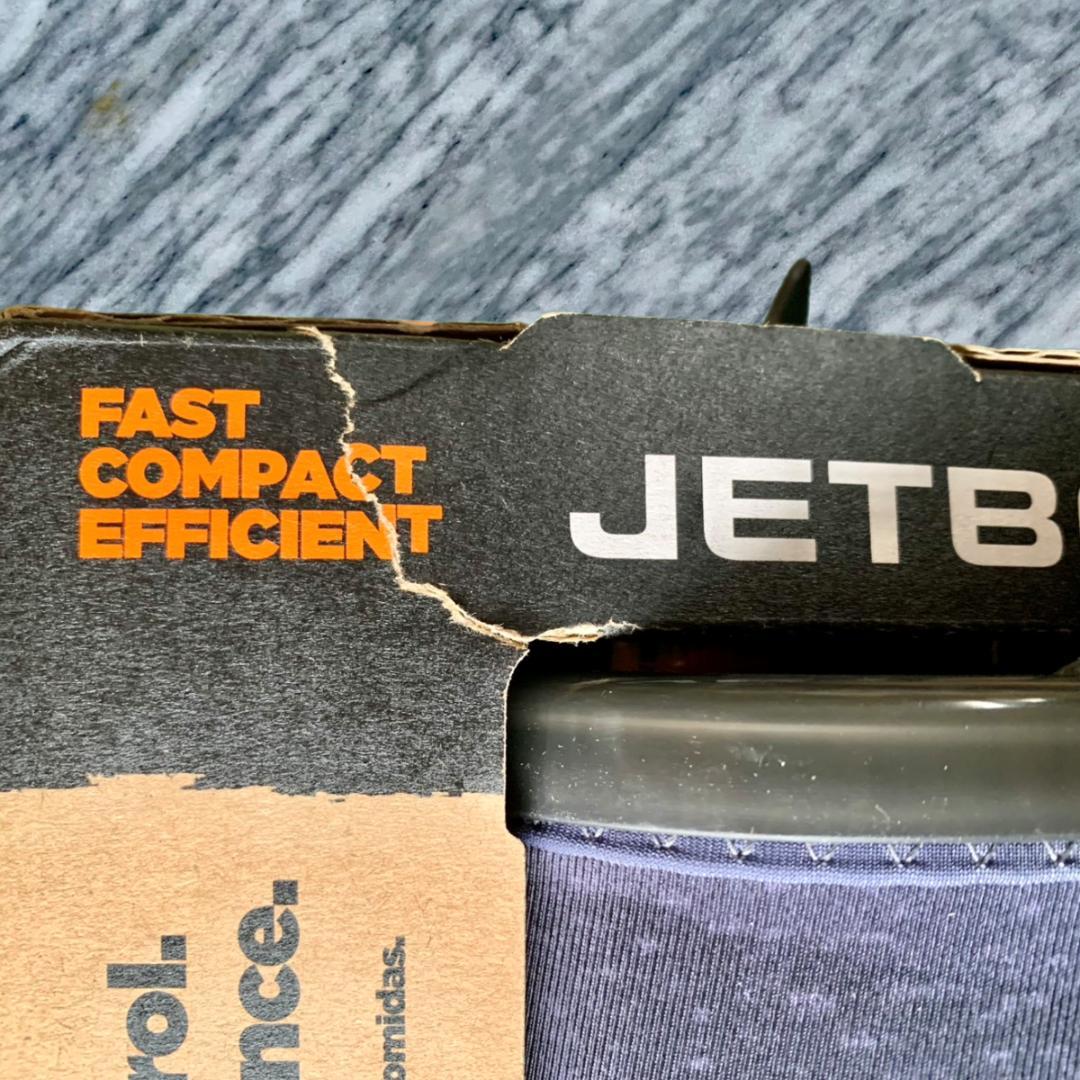 FAST
COMPACT
EFFICIENT
JETB
rol.
nce.
omidas.